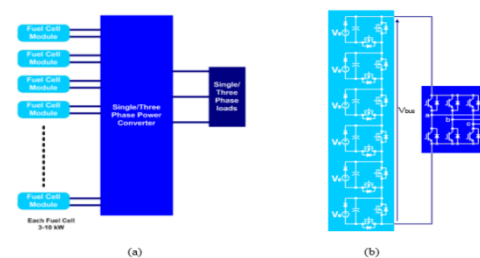 Fuel Cell
Module
Fuel Cell
Module
Fuel Cell
Module
Fuel Cell
Module
Fuel Cell
Module
Each Fuel Cell
3-10 kW
Single/Three
Phase Power
Converter
Single/
Three
Phase
loads
(a)
Vbus
a
b
c
(b)